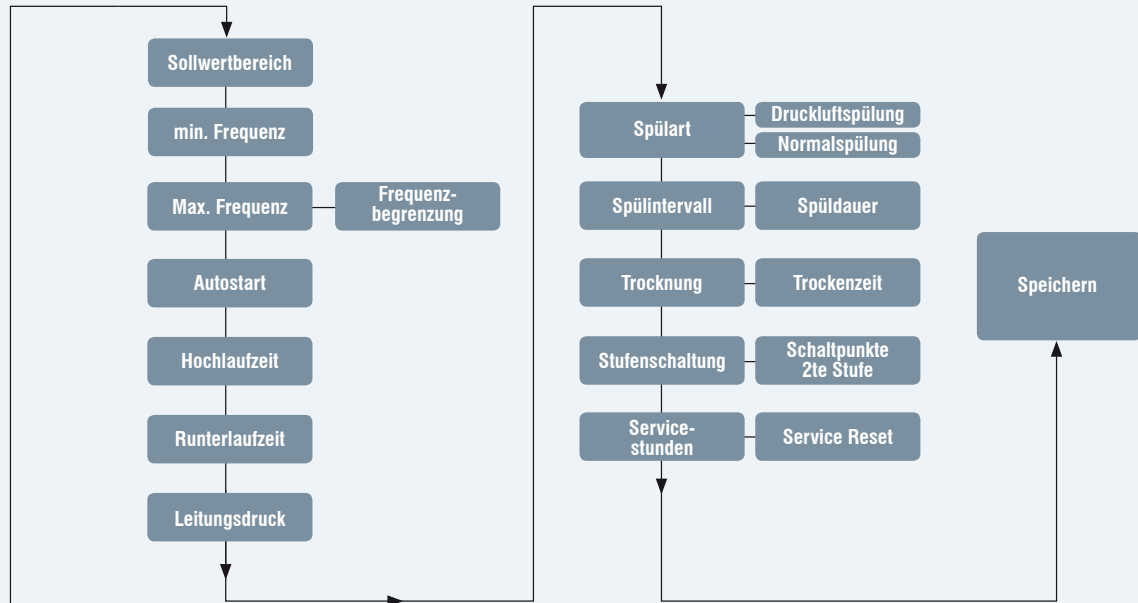 Sollwertbereich
min. Frequenz
Max. Frequenz
Frequenz-
begrenzung
Autostart
Hochlaufzeit
Runterlaufzeit
Leitungsdruck
Spülart
Druckluftspülung
Normalspülung
Spülintervall
Spüldauer
Trocknung
Trockenzeit
Stufenschaltung
Schaltpunkte
2te Stufe
Service-
stunden
Service Reset
Speichern